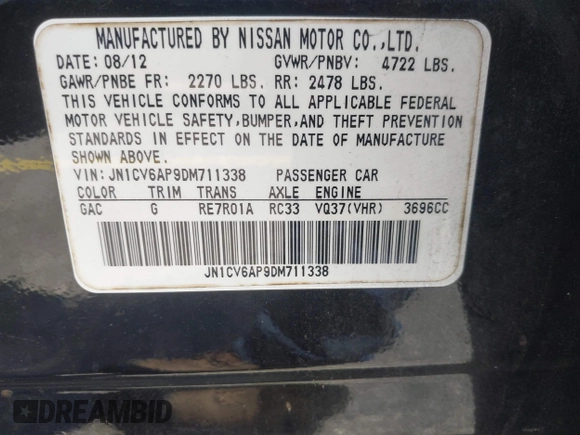 MANUFACTURED BY NISSAN MOTOR CO.,LTD.
DATE: 08/12 GVWR/PNBV: 4722 LBS.
GAWR/PNBE FR: 2270 LBS. RR: 2478 LBS.
THIS VEHICLE CONFORMS TO ALL APPLICABLE FEDERAL
MOTOR VEHICLE SAFETY,BUMPER,AND THEFT PREVENTION
STANDARDS IN EFFECT ON THE DATE OF MANUFACTURE
SHOWN ABOVE.
VIN: JN1CV6AP9DM711338 PASSENGER CAR
COLOR TRIM TRANS AXLE ENGINE
GAC G RE7R01A RC33 VQ37(VHR) 3696CC
JN1CV6AP9DM711338
DREAMBID